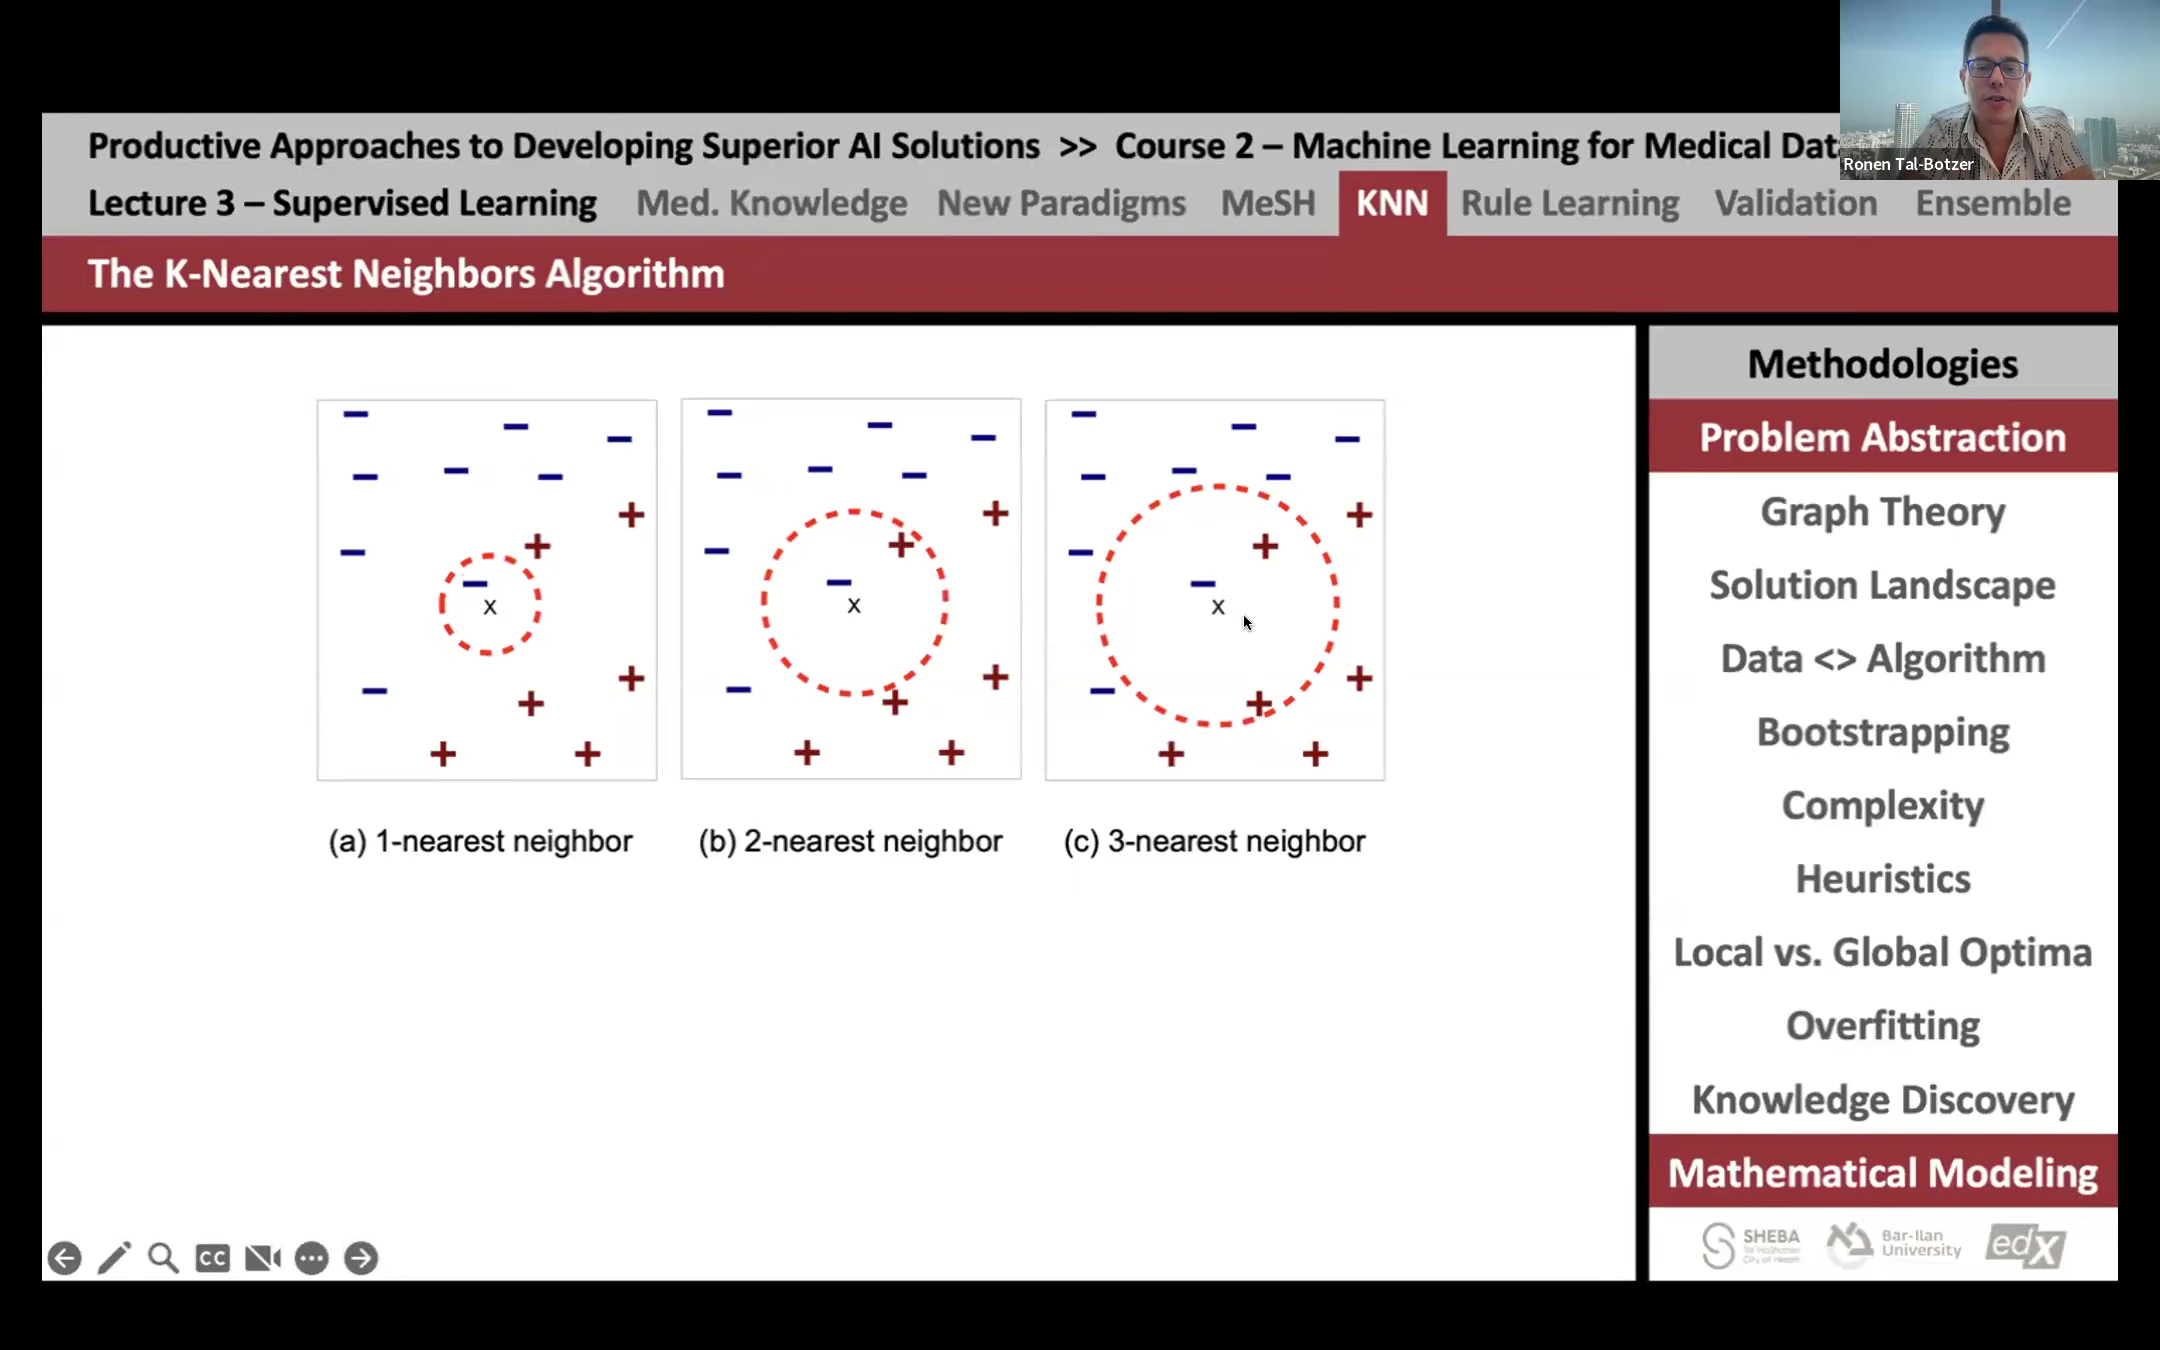 Ronen Tal-Botzer
Productive Approaches to Developing Superior AI Solutions >> Course 2 – Machine Learning for Medical Dat
Lecture 3 – Supervised Learning Med. Knowledge New Paradigms MeSH KNN Rule Learning Validation Ensemble
The K-Nearest Neighbors Algorithm
x x x
(a) 1-nearest neighbor (b) 2-nearest neighbor (c) 3-nearest neighbor
Methodologies
Problem Abstraction
Graph Theory
Solution Landscape
Data <> Algorithm
Bootstrapping
Complexity
Heuristics
Local vs. Global Optima
Overfitting
Knowledge Discovery
Mathematical Modeling
CC
SHEBA
City of Health
Bar-Ilan
University
edX